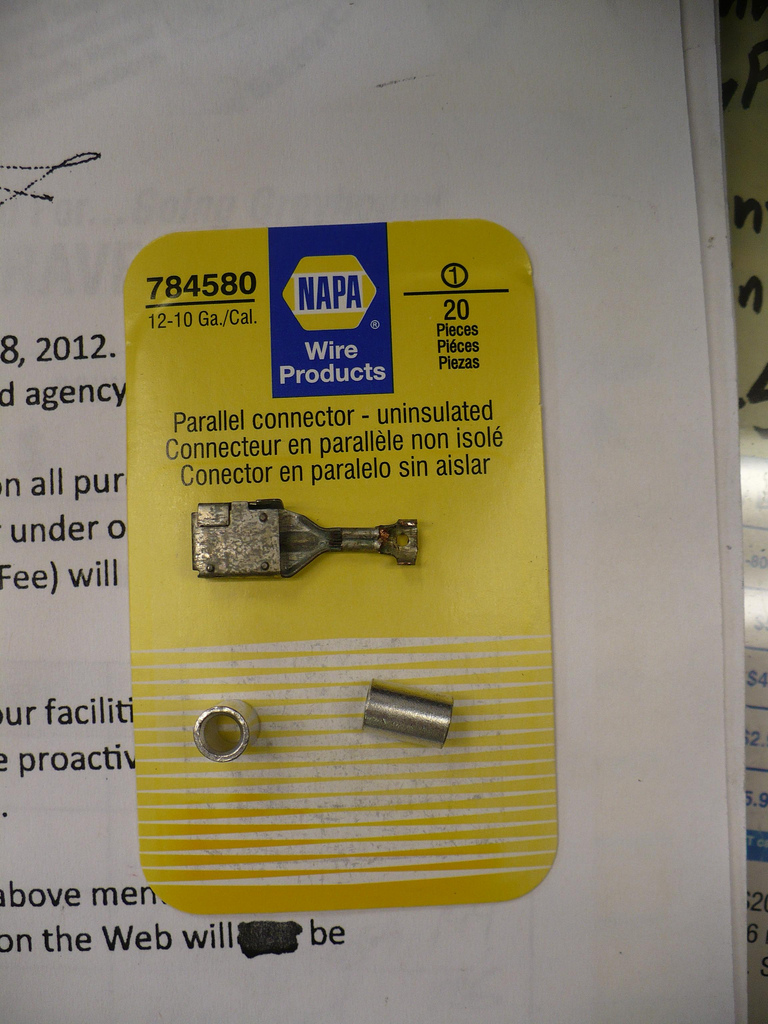 784580
12-10 Ga./Cal.
NAPA
®
Wire
Products
1
20
Pieces
Piéces
Piezas
Parallel connector - uninsulated
Connecteur en parallèle non isolé
Conector en paralelo sin aislar
8, 2012.
d agency
on all pur
under o
Fee) will
our faciliti
e proactiv
.
above men
on the Web will be